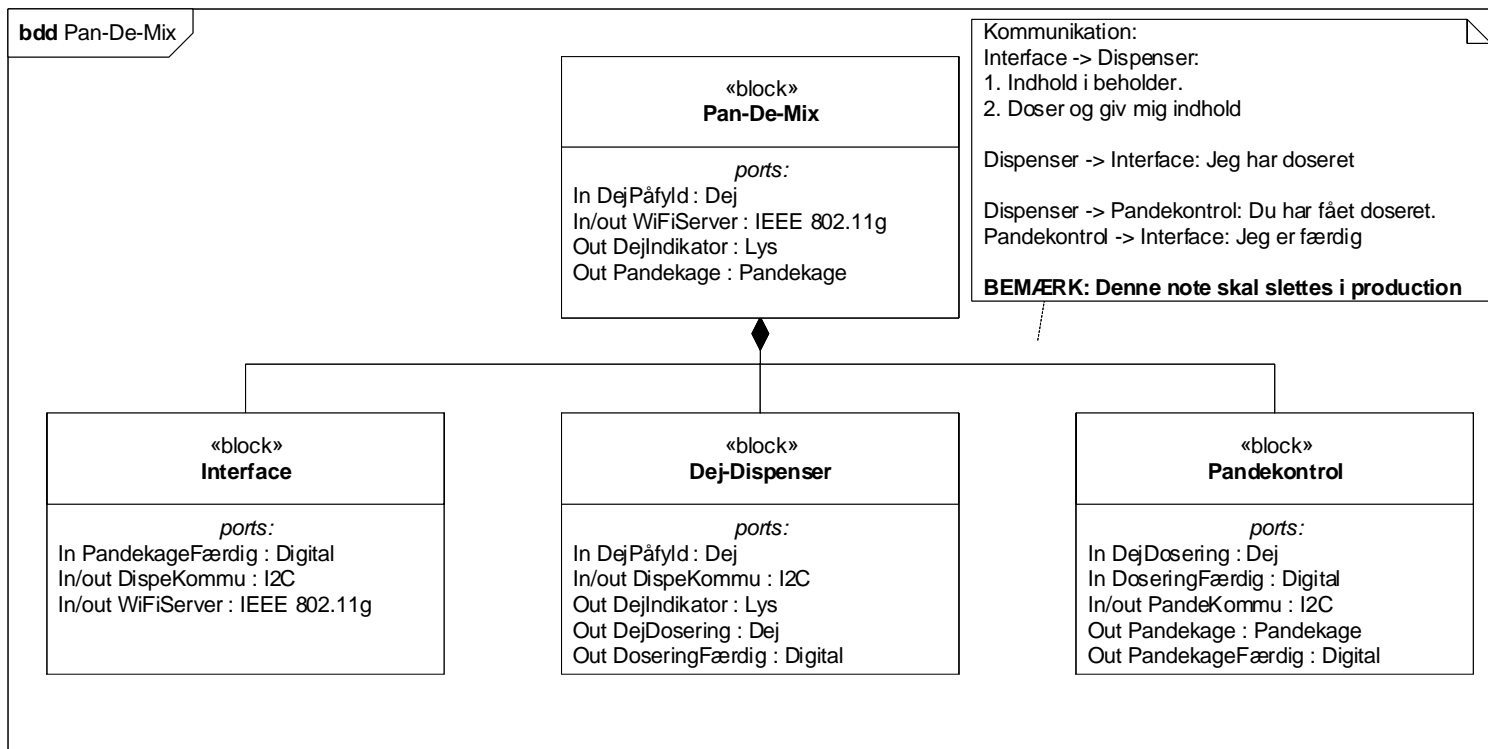 bdd Pan-De-Mix
«block»
Pan-De-Mix
ports:
In DejPåfyld : Dej
In/out WiFiServer : IEEE 802.11g
Out DejIndikator : Lys
Out Pandekage : Pandekage
Kommunikation:
Interface -> Dispenser:
1. Indhold i beholder.
2. Doser og giv mig indhold
Dispenser -> Interface: Jeg har doseret
Dispenser -> Pandekontrol: Du har fået doseret.
Pandekontrol -> Interface: Jeg er færdig
BEMÆRK: Denne note skal slettes i production
«block»
Interface
ports:
In PandekageFærdig : Digital
In/out DispeKommu : I2C
In/out WiFiServer : IEEE 802.11g
«block»
Dej-Dispenser
ports:
In DejPåfyld : Dej
In/out DispeKommu : I2C
Out DejIndikator : Lys
Out DejDosering : Dej
Out DoseringFærdig : Digital
«block»
Pandekontrol
ports:
In DejDosering : Dej
In DoseringFærdig : Digital
In/out PandeKommu : I2C
Out Pandekage : Pandekage
Out PandekageFærdig : Digital